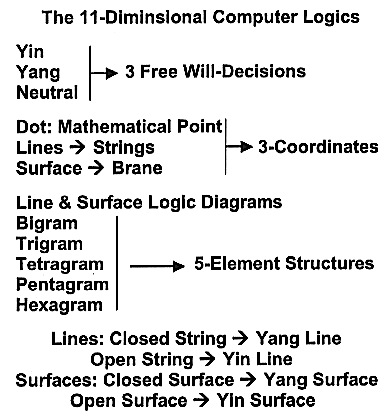 The 11-Diminsional Computer Logics
Yin
Yang
Neutral
3 Free Will-Decisions
Dot: Mathematical Point
Lines → Strings
Surface → Brane
3-Coordinates
Line & Surface Logic Diagrams
Bigram
Trigram
Tetragram
Pentagram
Hexagram
5-Element Structures
Lines: Closed String → Yang Line
Open String → Yin Line
Surfaces: Closed Surface → Yang Surface
Open Surface → Yin Surface